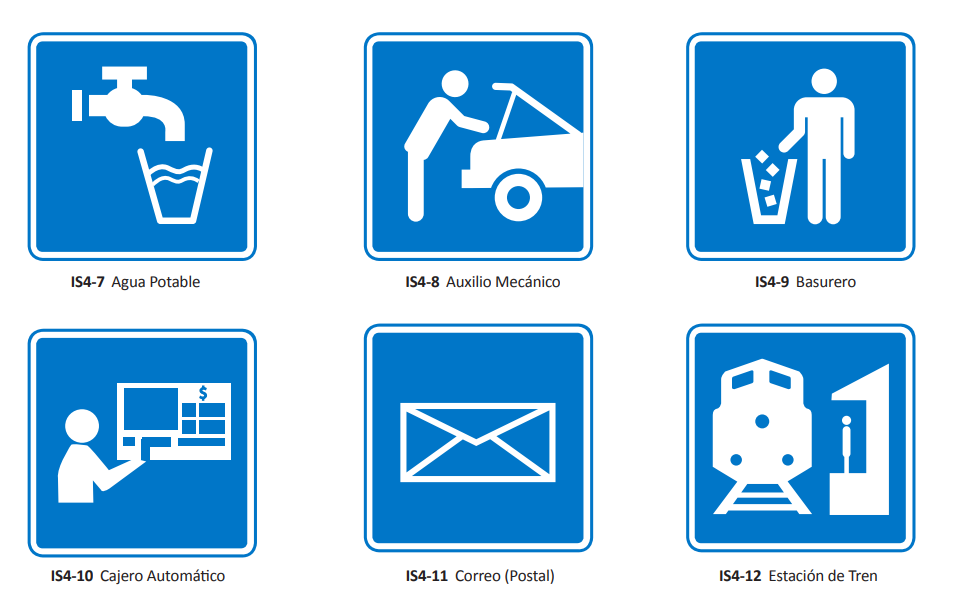 IS4-7 Agua Potable
IS4-8 Auxilio Mecánico
IS4-9 Basurero
$
IS4-10 Cajero Automático
IS4-11 Correo (Postal)
IS4-12 Estación de Tren